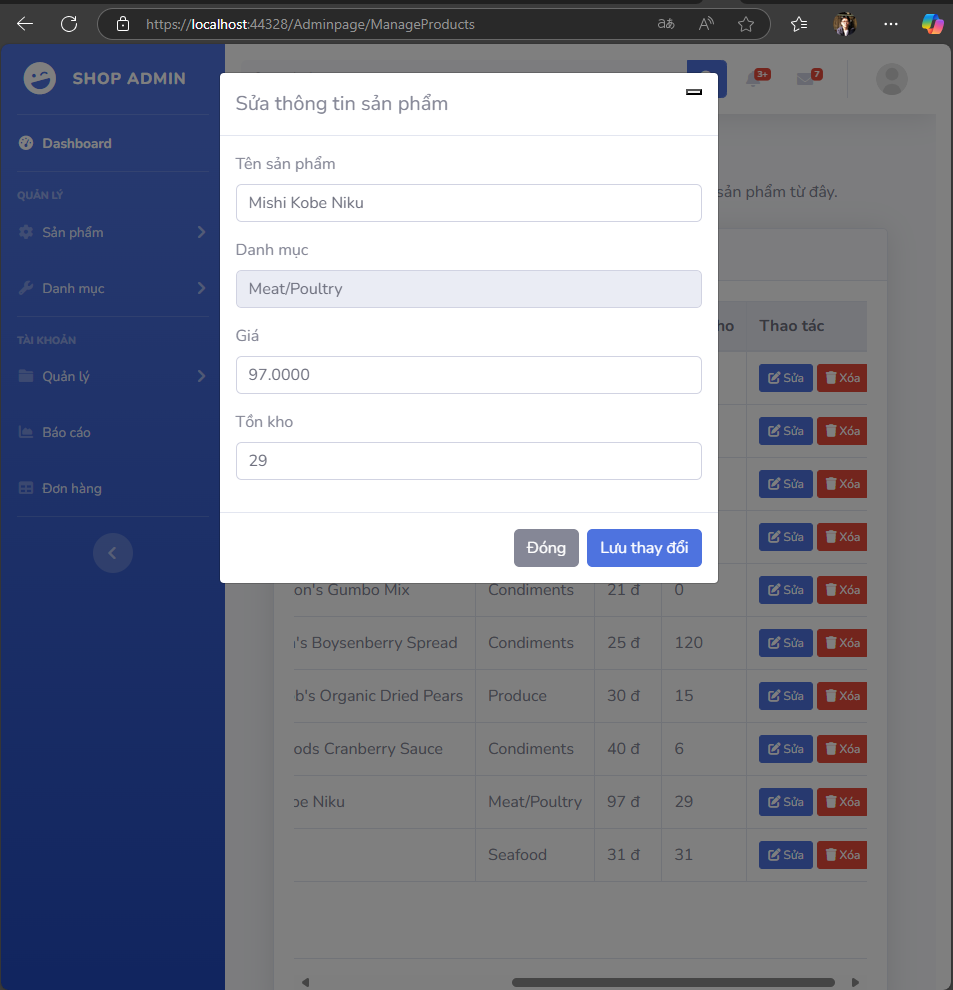 https://localhost:44328/Adminpage/ManageProducts
SHOP ADMIN
3+
7
Dashboard
QUẢN LÝ
Sản phẩm
Danh mục
TÀI KHOẢN
Quản lý
Báo cáo
Đơn hàng
Sửa thông tin sản phẩm
Tên sản phẩm
Mishi Kobe Niku
Danh mục
Meat/Poultry
Giá
97.0000
Tồn kho
29
Đóng
Lưu thay đổi
sản phẩm từ đây.
ho Thao tác
Sửa Xóa
Sửa Xóa
Sửa Xóa
Sửa Xóa
on's Gumbo Mix Condiments 21 đ 0 Sửa Xóa
's Boysenberry Spread Condiments 25 đ 120 Sửa Xóa
b's Organic Dried Pears Produce 30 đ 15 Sửa Xóa
ods Cranberry Sauce Condiments 40 đ 6 Sửa Xóa
be Niku Meat/Poultry 97 đ 29 Sửa Xóa
Seafood 31 đ 31 Sửa Xóa